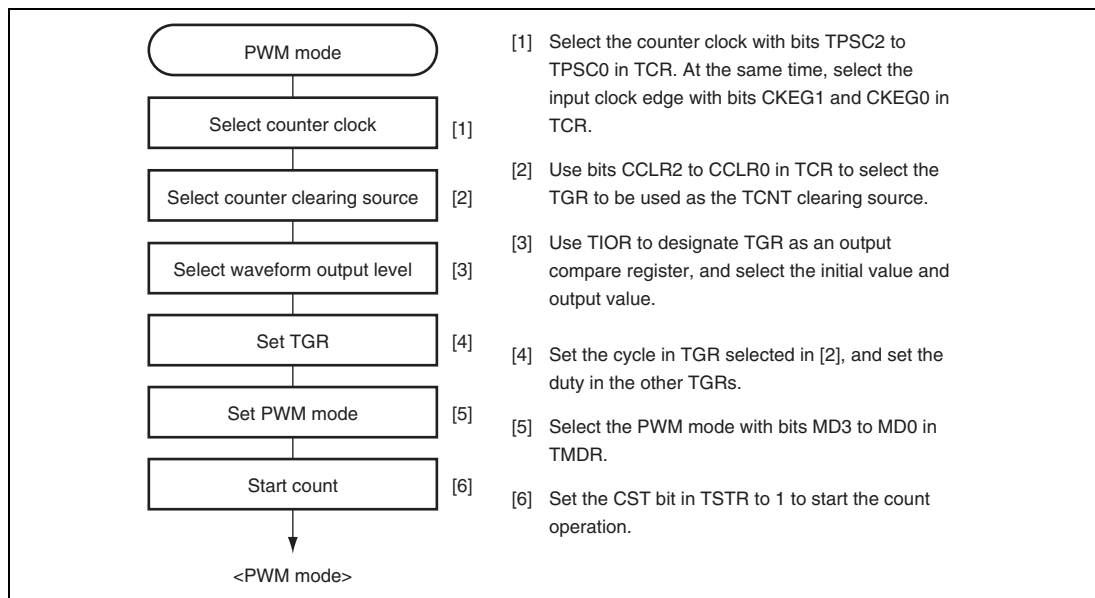 PWM mode
Select counter clock
[1]
Select counter clearing source
[2]
Select waveform output level
[3]
Set TGR
[4]
Set PWM mode
[5]
Start count
[6]
<PWM mode>
[1] Select the counter clock with bits TPSC2 to
TPSC0 in TCR. At the same time, select the
input clock edge with bits CKEG1 and CKEG0 in
TCR.
[2] Use bits CCLR2 to CCLR0 in TCR to select the
TGR to be used as the TCNT clearing source.
[3] Use TIOR to designate TGR as an output
compare register, and select the initial value and
output value.
[4] Set the cycle in TGR selected in [2], and set the
duty in the other TGRs.
[5] Select the PWM mode with bits MD3 to MD0 in
TMDR.
[6] Set the CST bit in TSTR to 1 to start the count
operation.